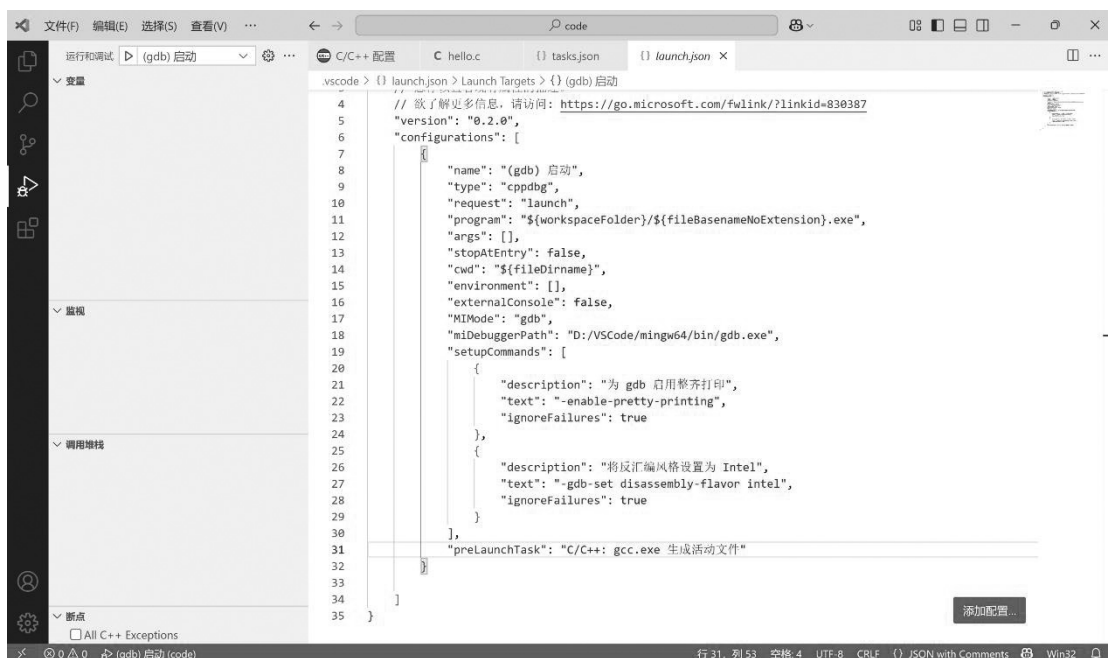 文件(F) 编辑(E) 选择(S) 查看(V) ··· code
运行和调试 (gdb) 启动 ··· C/C++ 配置 C hello.c {} tasks.json {} launch.json ×
变量
.vscode > {} launch.json > Launch Targets > {} (gdb) 启动
4 // 欲了解更多信息，请访问: https://go.microsoft.com/fwlink/?linkid=830387
5 "version": "0.2.0",
6 "configurations": [
7 {
8 "name": "(gdb) 启动",
9 "type": "cppdbg",
10 "request": "launch",
11 "program": "${workspaceFolder}/${fileBasenameNoExtension}.exe",
12 "args": [],
13 "stopAtEntry": false,
14 "cwd": "${fileDirname}",
15 "environment": [],
16 "externalConsole": false,
17 "MIMode": "gdb",
18 "miDebuggerPath": "D:/VSCode/mingw64/bin/gdb.exe",
19 "setupCommands": [
20 {
21 "description": "为 gdb 启用整齐打印",
22 "text": "-enable-pretty-printing",
23 "ignoreFailures": true
24 },
25 {
26 "description": "将反汇编风格设置为 Intel",
27 "text": "-gdb-set disassembly-flavor intel",
28 "ignoreFailures": true
29 }
30 ],
31 "preLaunchTask": "C/C++: gcc.exe 生成活动文件"
32 }
33
34 ]
35 }
监视
调用堆栈
断点
All C++ Exceptions
添加配置...
0 0 (gdb) 启动 (code) 行 31，列 53 空格: 4 UTF-8 CRLF {} JSON with Comments Win32